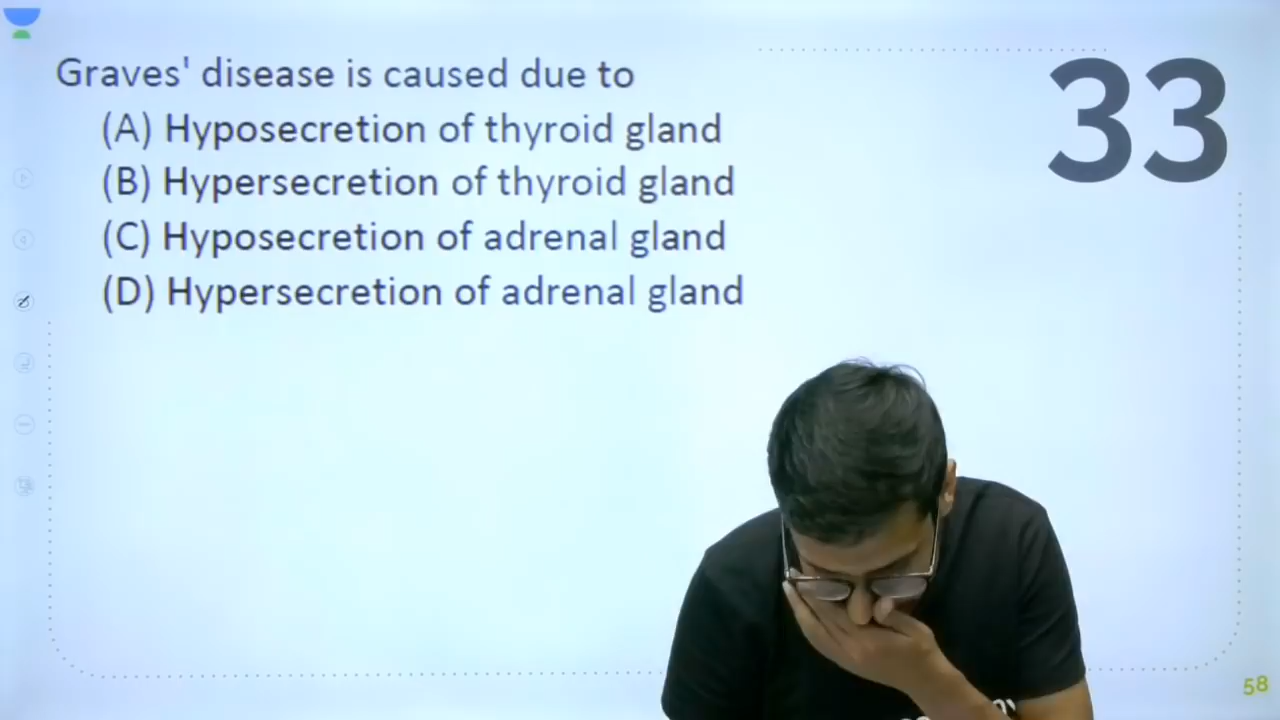 Graves' disease is caused due to
33
(A) Hyposecretion of thyroid gland
(B) Hypersecretion of thyroid gland
(C) Hyposecretion of adrenal gland
(D) Hypersecretion of adrenal gland
58